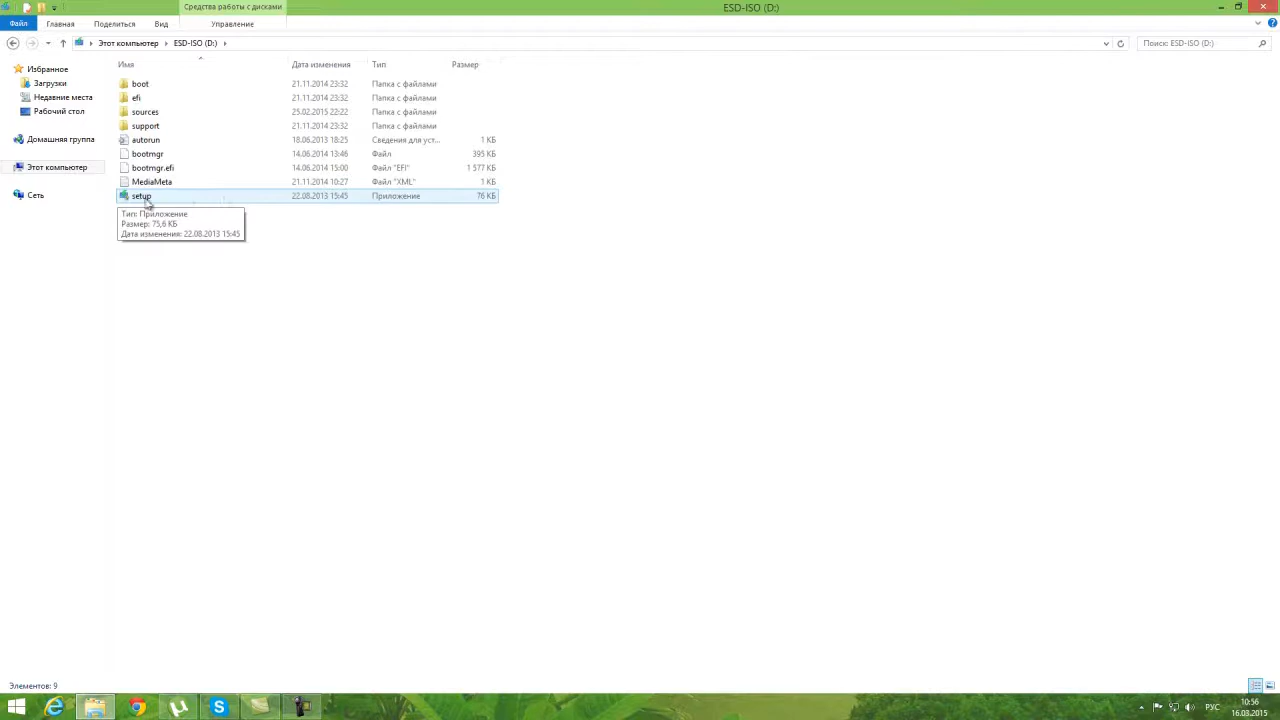 Средства работы с дисками
ESD-ISO (D:)
Файл
Главная
Поделиться
Вид
Управление
Этот компьютер
ESD-ISO (D:)
Поиск: ESD-ISO (D:)
Избранное
Загрузки
Недавние места
Рабочий стол
Домашняя группа
Этот компьютер
Сеть
Имя Дата изменения Тип Размер
boot 21.11.2014 23:32 Папка с файлами
efi 21.11.2014 23:32 Папка с файлами
sources 25.02.2015 22:22 Папка с файлами
support 21.11.2014 23:32 Папка с файлами
autorun 18.06.2013 18:25 Сведения для уст... 1 КБ
bootmgr 14.06.2014 13:46 Файл 395 КБ
bootmgr.efi 14.06.2014 15:00 Файл "EFI" 1 577 КБ
MediaMeta 21.11.2014 10:27 Файл "XML" 1 КБ
setup 22.08.2013 15:45 Приложение 76 КБ
Тип: Приложение
Размер: 75,6 КБ
Дата изменения: 22.08.2013 15:45
Элементов: 9
РУС
10:56
16.03.2015